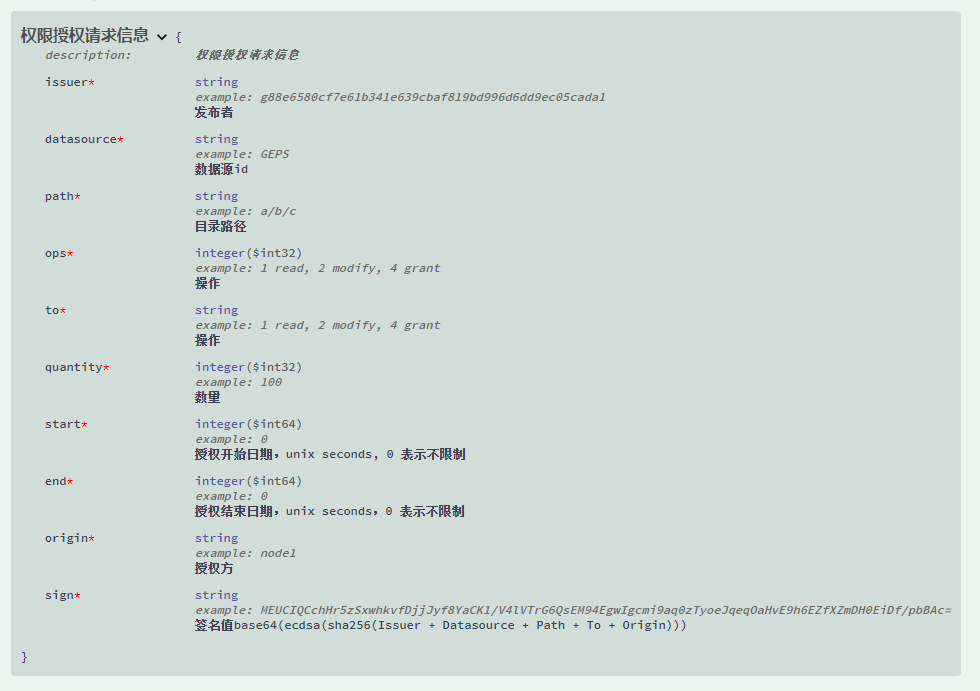 权限授权请求信息 {
description: 权限授权请求信息
issuer* string
example: g88e6580cf7e61b341e639cbaf819bd996d6dd9ec05cada1
发布者
datasource* string
example: GEPS
数据源id
path* string
example: a/b/c
目录路径
ops* integer($int32)
example: 1 read, 2 modify, 4 grant
操作
to* string
example: 1 read, 2 modify, 4 grant
操作
quantity* integer($int32)
example: 100
数量
start* integer($int64)
example: 0
授权开始日期，unix seconds, 0 表示不限制
end* integer($int64)
example: 0
授权结束日期，unix seconds，0 表示不限制
origin* string
example: node1
授权方
sign* string
example: MEUCIQCchHr5zSxwhkvfDjjJyf8YaCK1/V4lVTrG6QsEM94EgwIgcmi9aq0zTyoeJqeqOaHvE9h6EZfXZmDH0EiDf/pbBAc=
签名值base64(ecdsa(sha256(Issuer + Datasource + Path + To + Origin)))
}